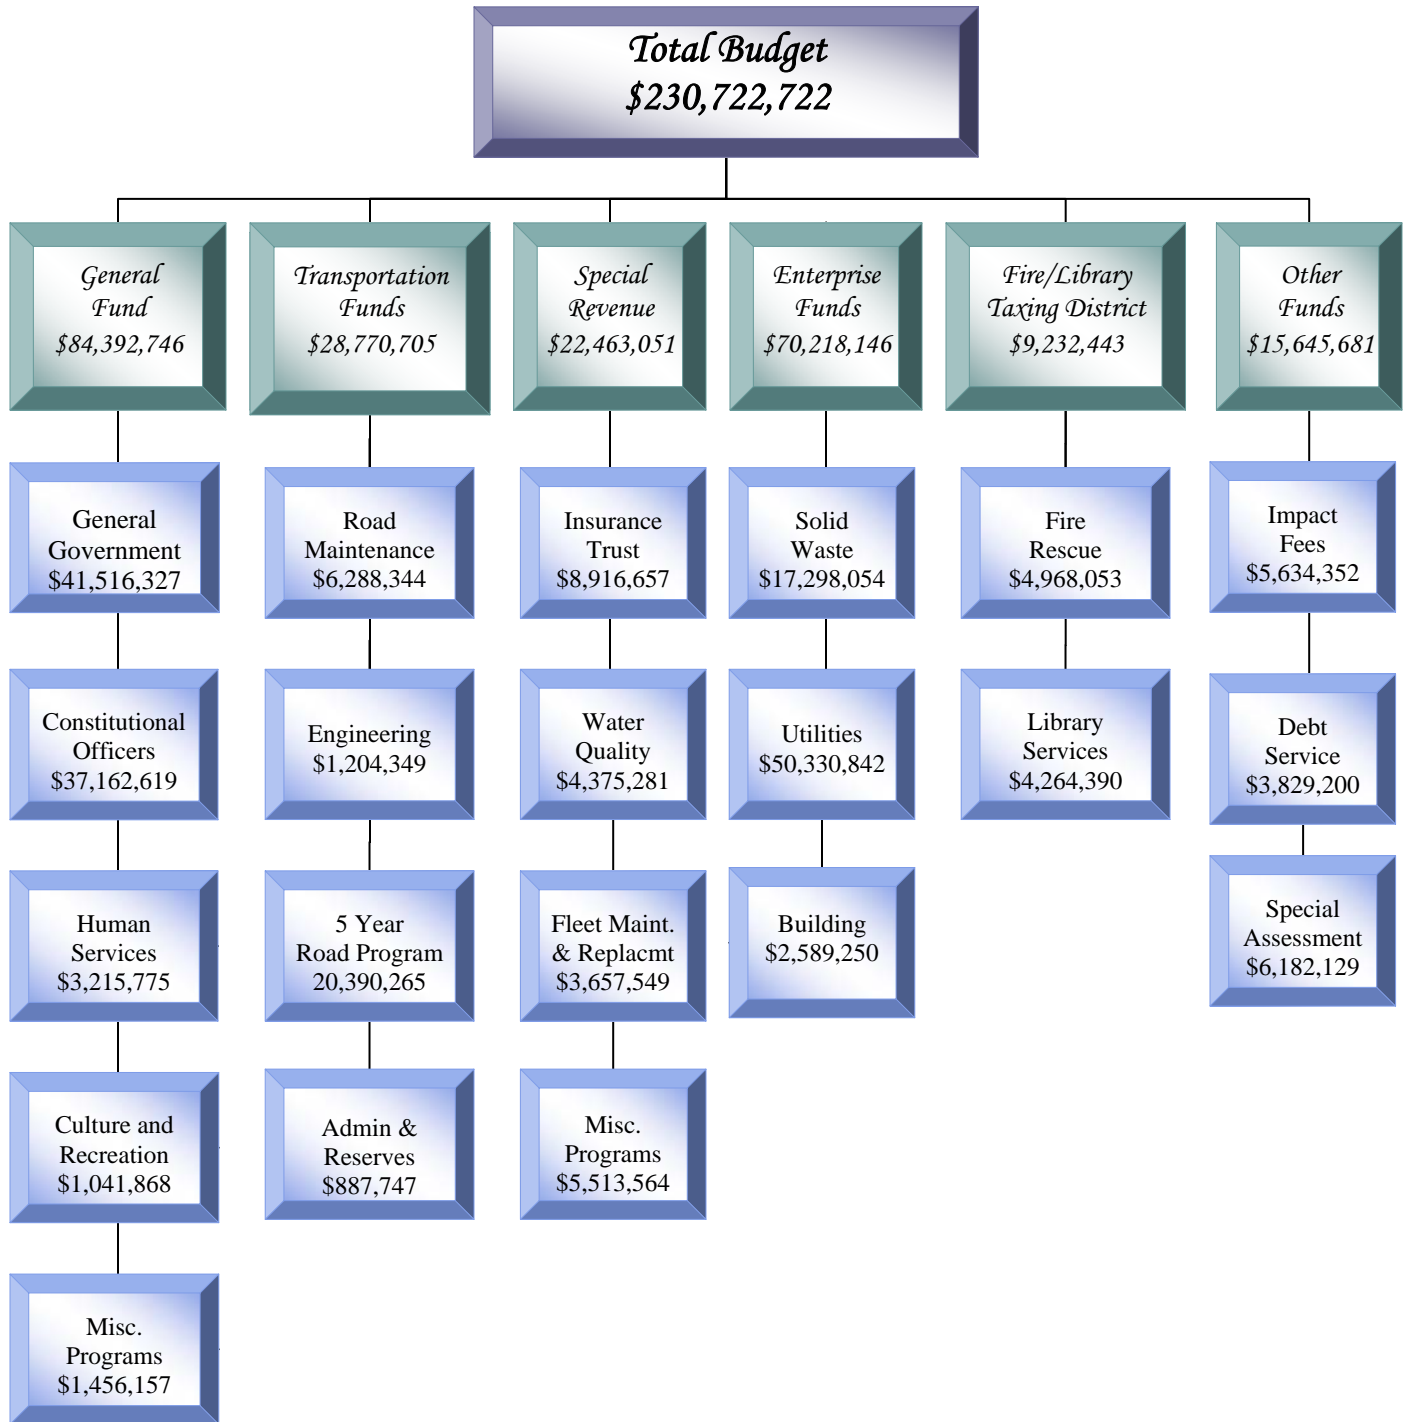 Total Budget
$230,722,722
General
Fund
$84,392,746
Transportation
Funds
$28,770,705
Special
Revenue
$22,463,051
Enterprise
Funds
$70,218,146
Fire/Library
Taxing District
$9,232,443
Other
Funds
$15,645,681
General
Government
$41,516,327
Constitutional
Officers
$37,162,619
Human
Services
$3,215,775
Culture and
Recreation
$1,041,868
Misc.
Programs
$1,456,157
Road
Maintenance
$6,288,344
Engineering
$1,204,349
5 Year
Road Program
20,390,265
Admin &
Reserves
$887,747
Insurance
Trust
$8,916,657
Water
Quality
$4,375,281
Fleet Maint.
& Replacmt
$3,657,549
Misc.
Programs
$5,513,564
Solid
Waste
$17,298,054
Utilities
$50,330,842
Building
$2,589,250
Fire
Rescue
$4,968,053
Library
Services
$4,264,390
Impact
Fees
$5,634,352
Debt
Service
$3,829,200
Special
Assessment
$6,182,129